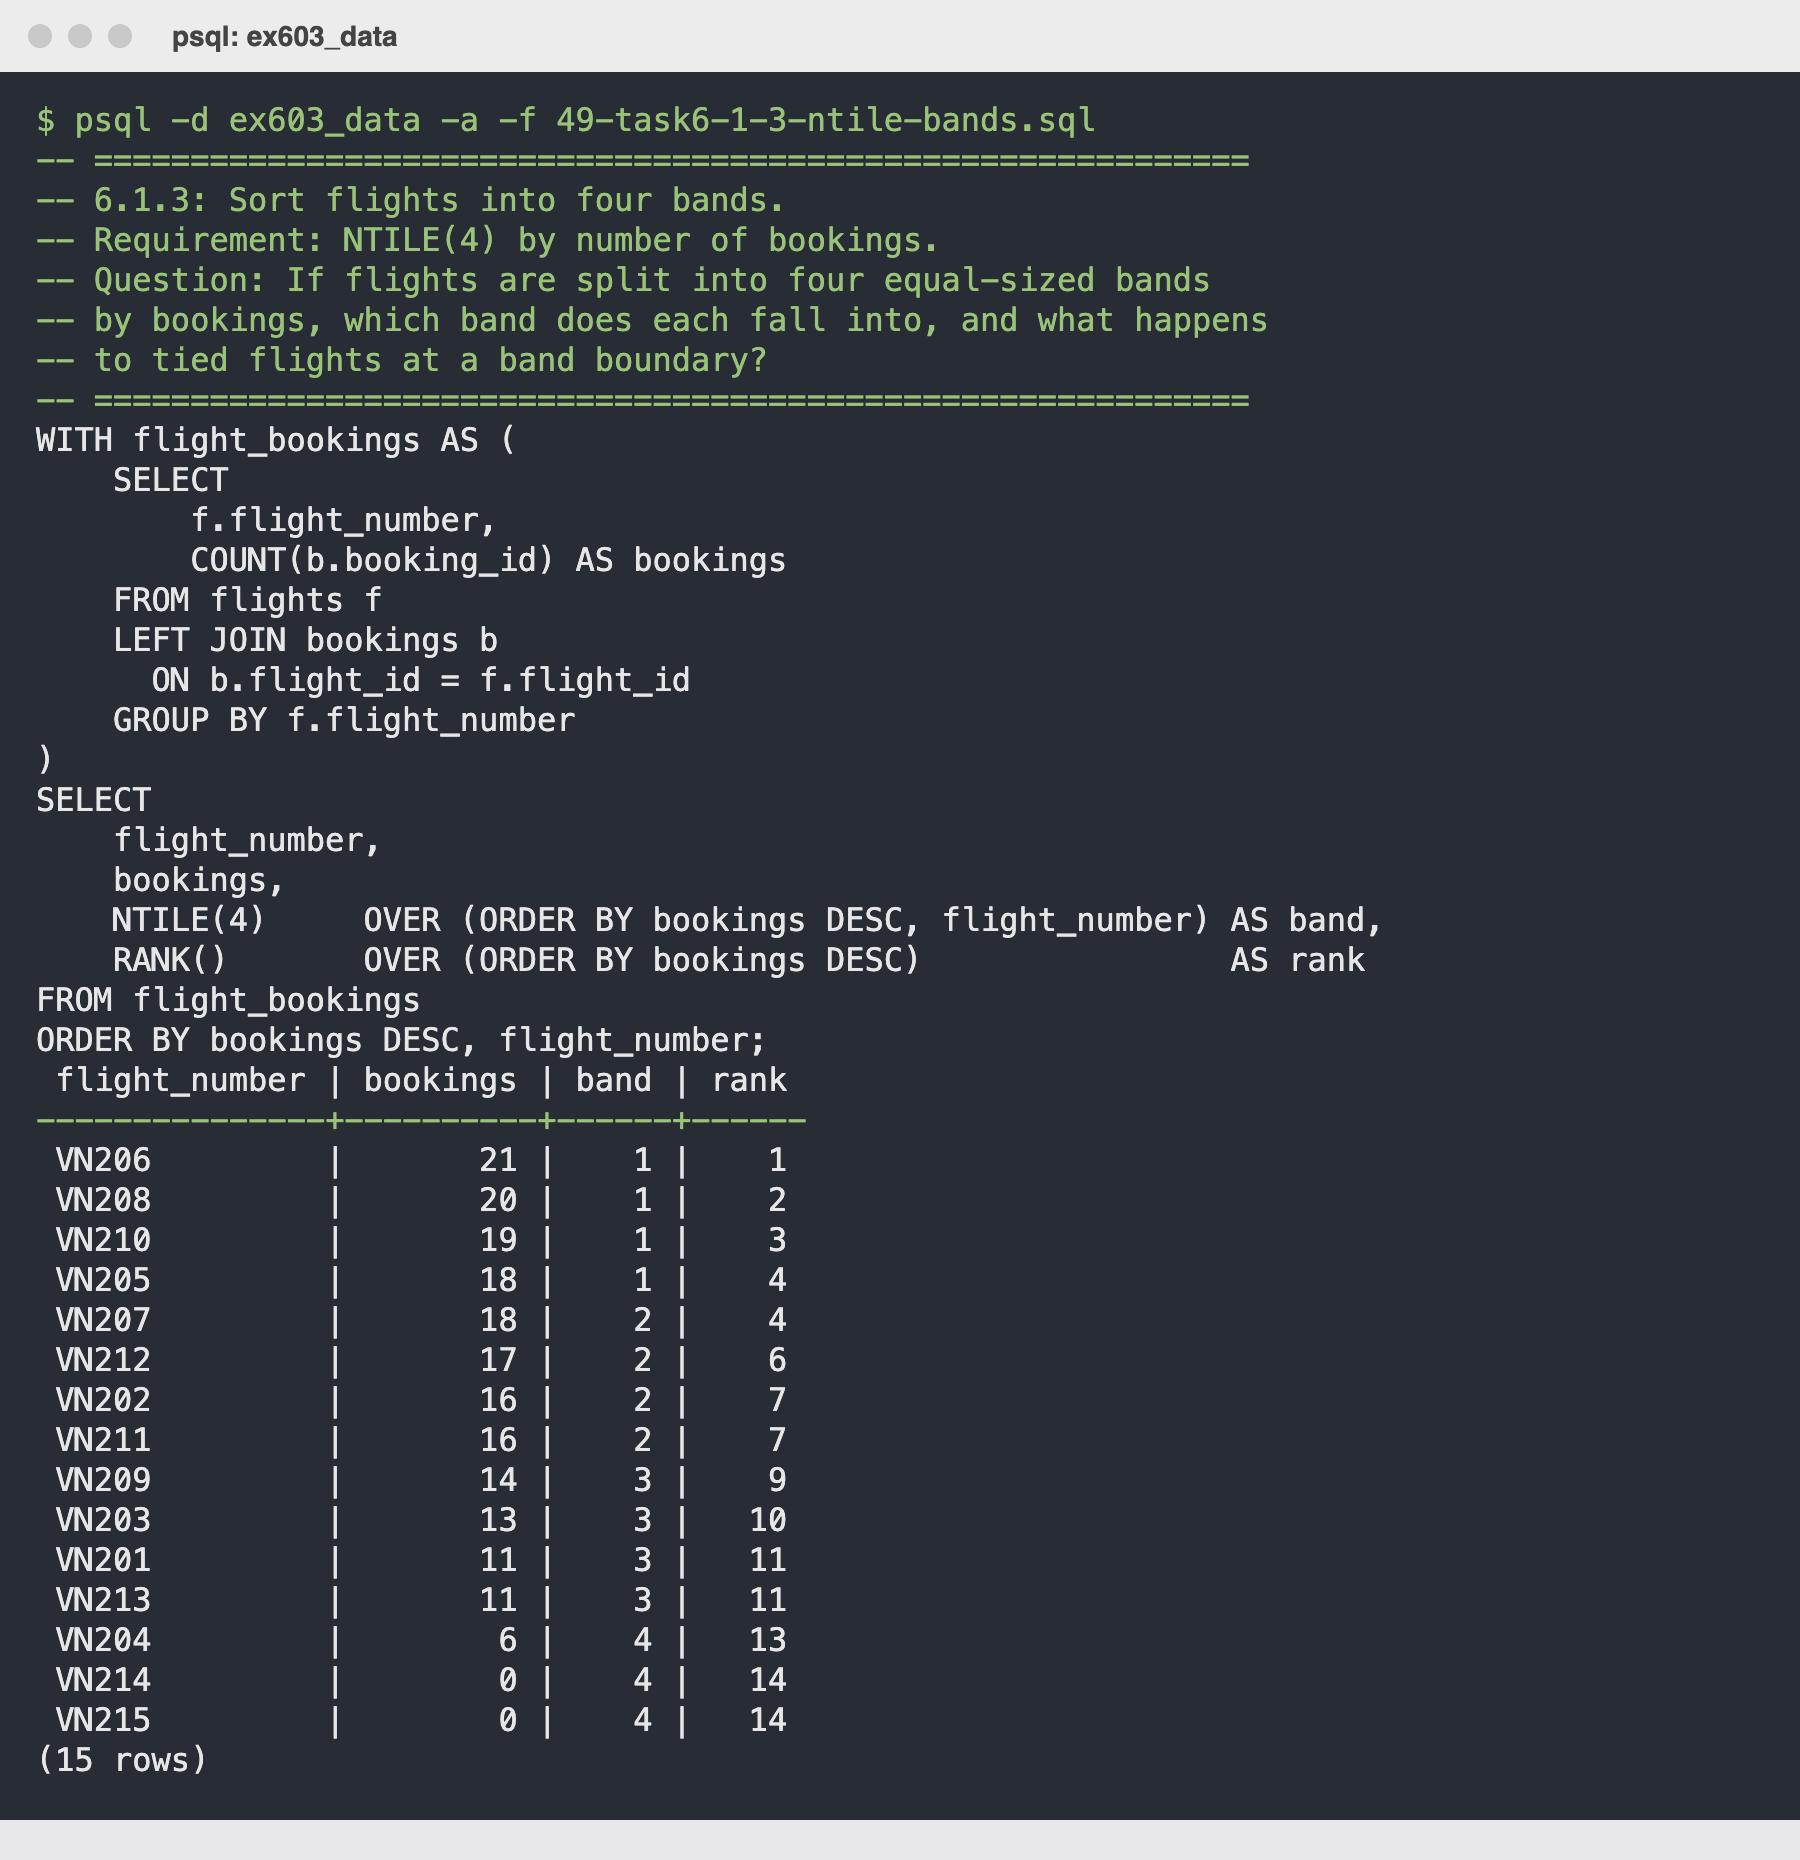 psql: ex603_data
$ psql -d ex603_data -a -f 49-task6-1-3-ntile-bands.sql
-- ============================================================
-- 6.1.3: Sort flights into four bands.
-- Requirement: NTILE(4) by number of bookings.
-- Question: If flights are split into four equal-sized bands
-- by bookings, which band does each fall into, and what happens
-- to tied flights at a band boundary?
-- ============================================================
WITH flight_bookings AS (
    SELECT
        f.flight_number,
        COUNT(b.booking_id) AS bookings
    FROM flights f
    LEFT JOIN bookings b
      ON b.flight_id = f.flight_id
    GROUP BY f.flight_number
)
SELECT
    flight_number,
    bookings,
    NTILE(4)     OVER (ORDER BY bookings DESC, flight_number) AS band,
    RANK()       OVER (ORDER BY bookings DESC)                AS rank
FROM flight_bookings
ORDER BY bookings DESC, flight_number;
 flight_number | bookings | band | rank
---------------+----------+------+------
 VN206         |       21 |    1 |    1
 VN208         |       20 |    1 |    2
 VN210         |       19 |    1 |    3
 VN205         |       18 |    1 |    4
 VN207         |       18 |    2 |    4
 VN212         |       17 |    2 |    6
 VN202         |       16 |    2 |    7
 VN211         |       16 |    2 |    7
 VN209         |       14 |    3 |    9
 VN203         |       13 |    3 |   10
 VN201         |       11 |    3 |   11
 VN213         |       11 |    3 |   11
 VN204         |        6 |    4 |   13
 VN214         |        0 |    4 |   14
 VN215         |        0 |    4 |   14
(15 rows)